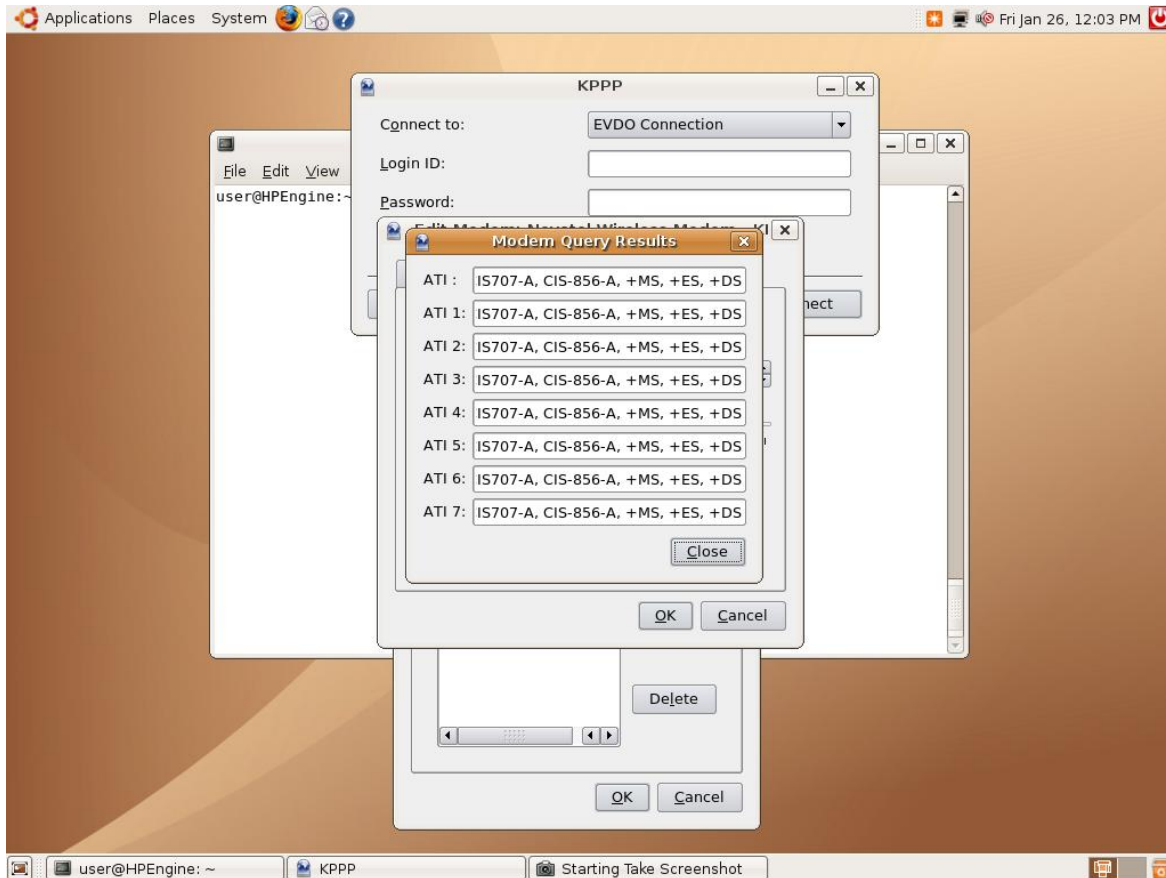 Applications Places System
Fri Jan 26, 12:03 PM
KPPP
Connect to:
EVDO Connection
Login ID:
Password:
File Edit View
user@HPEngine:~
Modem Query Results
ATI :
IS707-A, CIS-856-A, +MS, +ES, +DS
ATI 1:
IS707-A, CIS-856-A, +MS, +ES, +DS
ATI 2:
IS707-A, CIS-856-A, +MS, +ES, +DS
ATI 3:
IS707-A, CIS-856-A, +MS, +ES, +DS
ATI 4:
IS707-A, CIS-856-A, +MS, +ES, +DS
ATI 5:
IS707-A, CIS-856-A, +MS, +ES, +DS
ATI 6:
IS707-A, CIS-856-A, +MS, +ES, +DS
ATI 7:
IS707-A, CIS-856-A, +MS, +ES, +DS
Close
OK Cancel
Delete
OK Cancel
user@HPEngine: ~
KPPP
Starting Take Screenshot